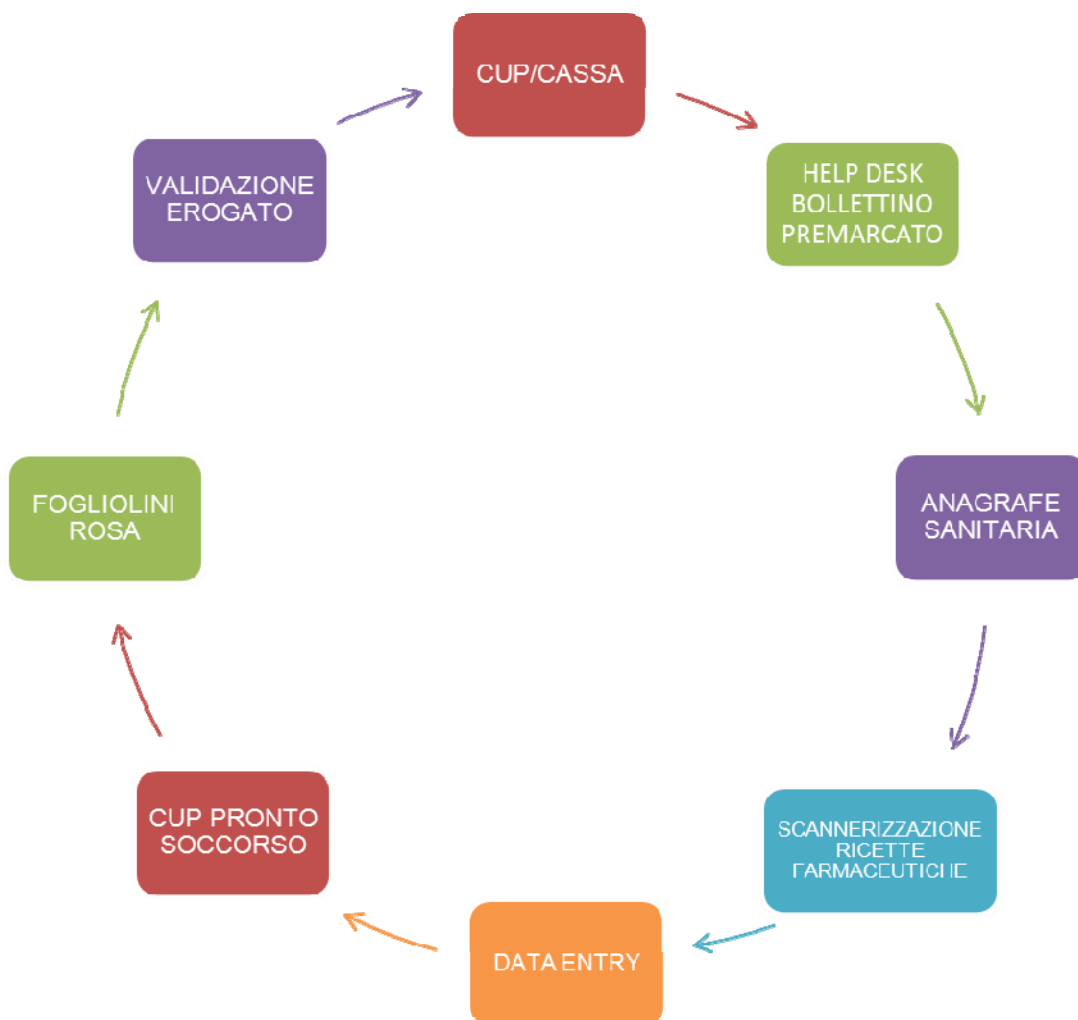 CUP/CASSA
HELP DESK
BOLLETTINO
PREMARCATO
ANAGRAFE
SANITARIA
SCANNERIZZAZIONE
RICETTE
FARMACEUTICHE
DATA ENTRY
CUP PRONTO
SOCCORSO
FOGLIOLINI
ROSA
VALIDAZIONE
EROGATO